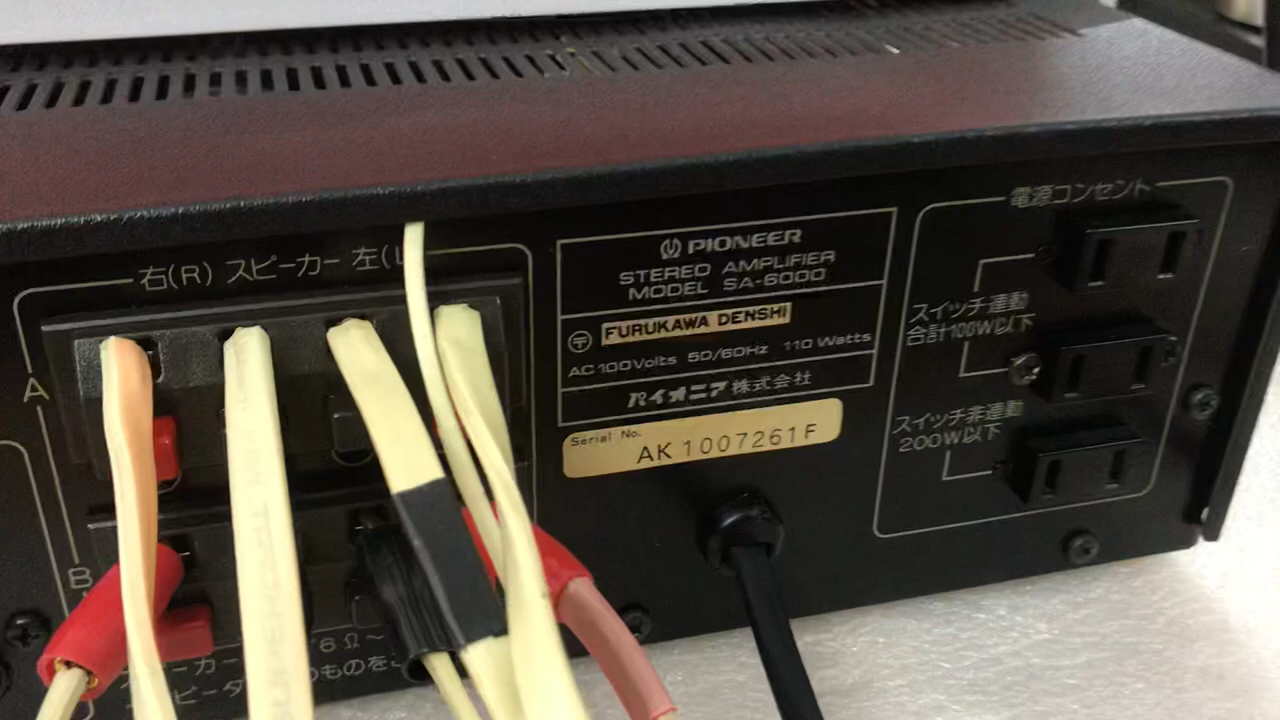 右(R) スピーカー 左(L
A
B
6Ω~
PIONEER
STEREO AMPLIFIER
MODEL SA-6000
〒 FURUKAWA DENSHI
AC 100Volts 50/60Hz 110 Watts
パイオニア株式会社
Serial No.
AK 1007261F
電源コンセント
スイッチ連動
合計100W以下
スイッチ非連動
200W以下